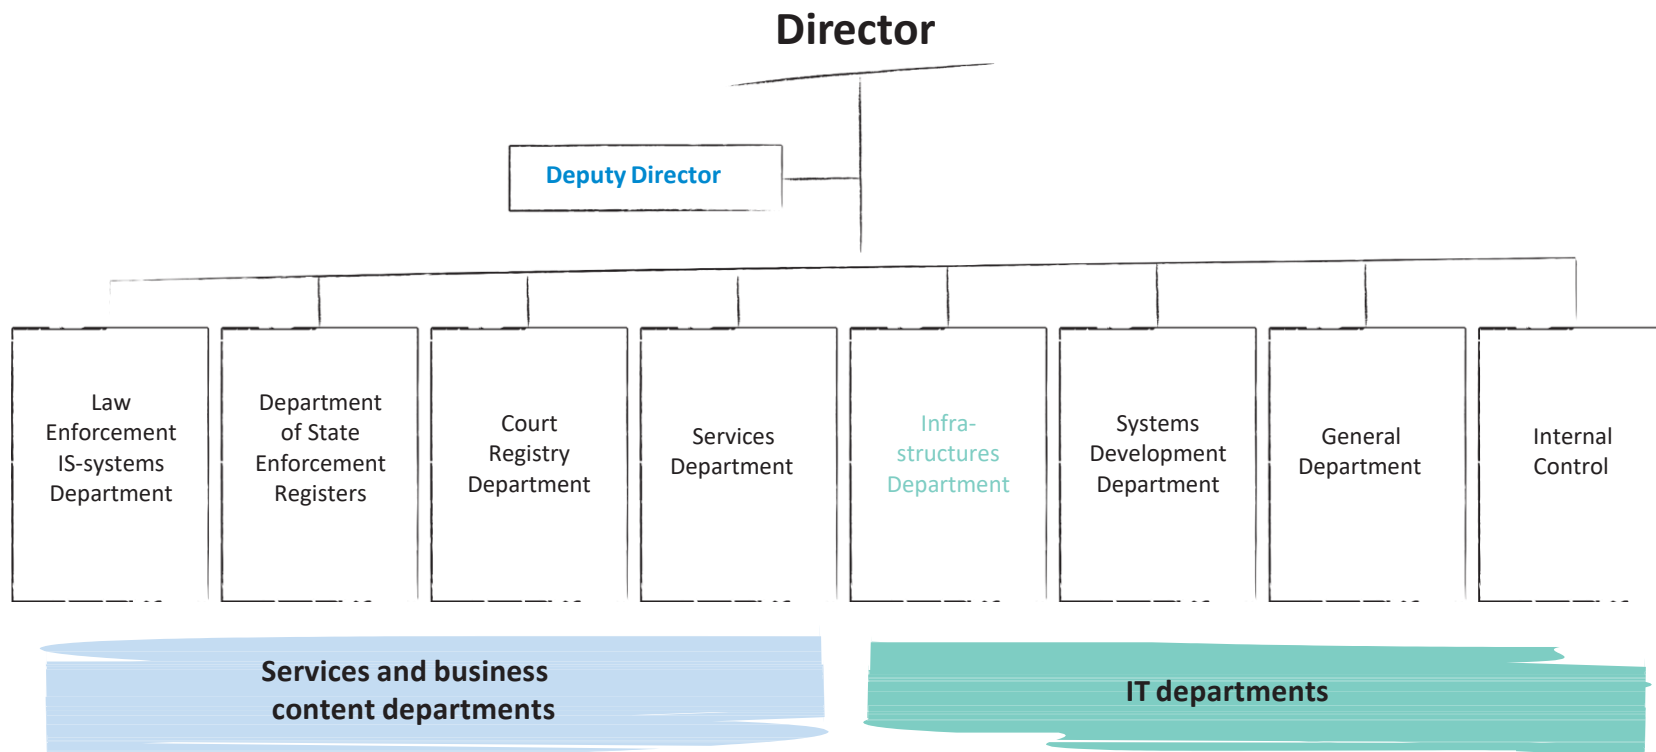 Director
Deputy Director
Law
Enforcement
IS-systems
Department
Department
of State
Enforcement
Registers
Court
Registry
Department
Services
Department
Infra-
structures
Department
Systems
Development
Department
General
Department
Internal
Control
Services and business
content departments
IT departments